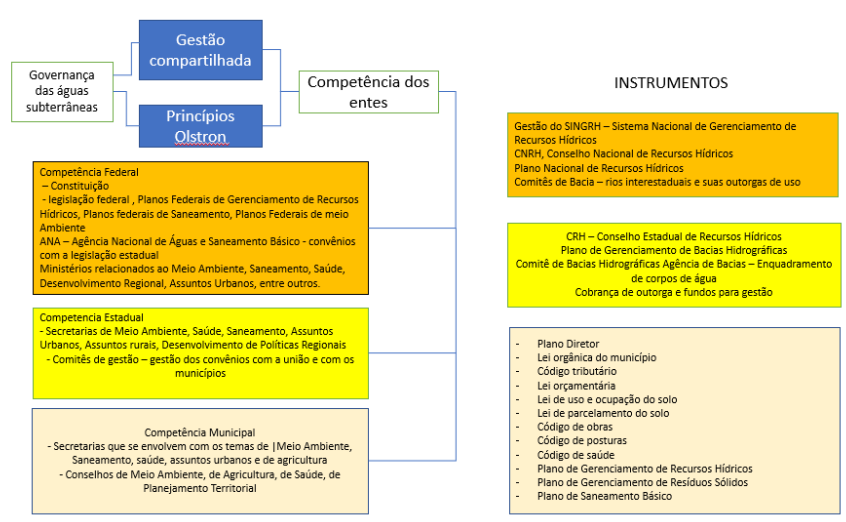 Gestão
compartilhada
Governança
das águas
subterrâneas
Princípios
Olstron
Competência dos
entes
INSTRUMENTOS
Competência Federal
– Constituição
- legislação federal , Planos Federais de Gerenciamento de Recursos
Hídricos, Planos federais de Saneamento, Planos Federais de meio
Ambiente
ANA – Agência Nacional de Águas e Saneamento Básico - convênios
com a legislação estadual
Ministérios relacionados ao Meio Ambiente, Saneamento, Saúde,
Desenvolvimento Regional, Assuntos Urbanos, entre outros.
Gestão do SINGRH – Sistema Nacional de Gerenciamento de
Recursos Hídricos
CNRH, Conselho Nacional de Recursos Hídricos
Plano Nacional de Recursos Hídricos
Comitês de Bacia – rios interestaduais e suas outorgas de uso
Competencia Estadual
- Secretarias de Meio Ambiente, Saúde, Saneamento, Assuntos
Urbanos, Assuntos rurais, Desenvolvimento de Políticas Regionais
- Comitês de gestão – gestão dos convênios com a união e com os
municípios
CRH – Conselho Estadual de Recursos Hídricos
Plano de Gerenciamento de Bacias Hidrográficas
Comitê de Bacias Hidrográficas Agência de Bacias – Enquadramento
de corpos de água
Cobrança de outorga e fundos para gestão
Competência Municipal
- Secretarias que se envolvem com os temas de |Meio Ambiente,
Saneamento, saúde, assuntos urbanos e de agricultura
- Conselhos de Meio Ambiente, de Agricultura, de Saúde, de
Planejamento Territorial
- Plano Diretor
- Lei orgânica do município
- Código tributário
- Lei orçamentária
- Lei de uso e ocupação do solo
- Lei de parcelamento do solo
- Código de obras
- Código de posturas
- Código de saúde
- Plano de Gerenciamento de Recursos Hídricos
- Plano de Gerenciamento de Resíduos Sólidos
- Plano de Saneamento Básico